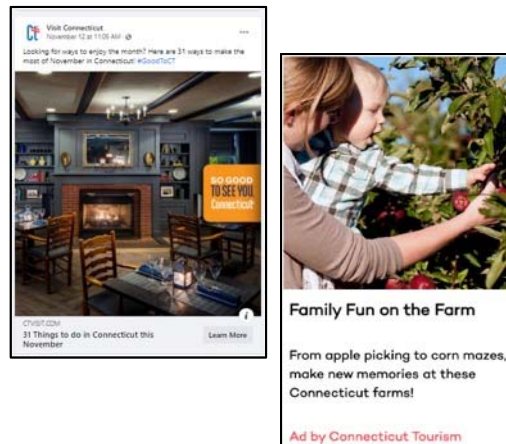 Visit Connecticut
November 12 at 11:05 AM
Looking for ways to enjoy the month? Here are 31 ways to make the
most of November in Connecticut! #GoodToCT
SO GOOD
TO SEE YOU
Connecticut
CTVISIT.COM
31 Things to do in Connecticut this
November
Learn More
Family Fun on the Farm
From apple picking to corn mazes,
make new memories at these
Connecticut farms!
Ad by Connecticut Tourism